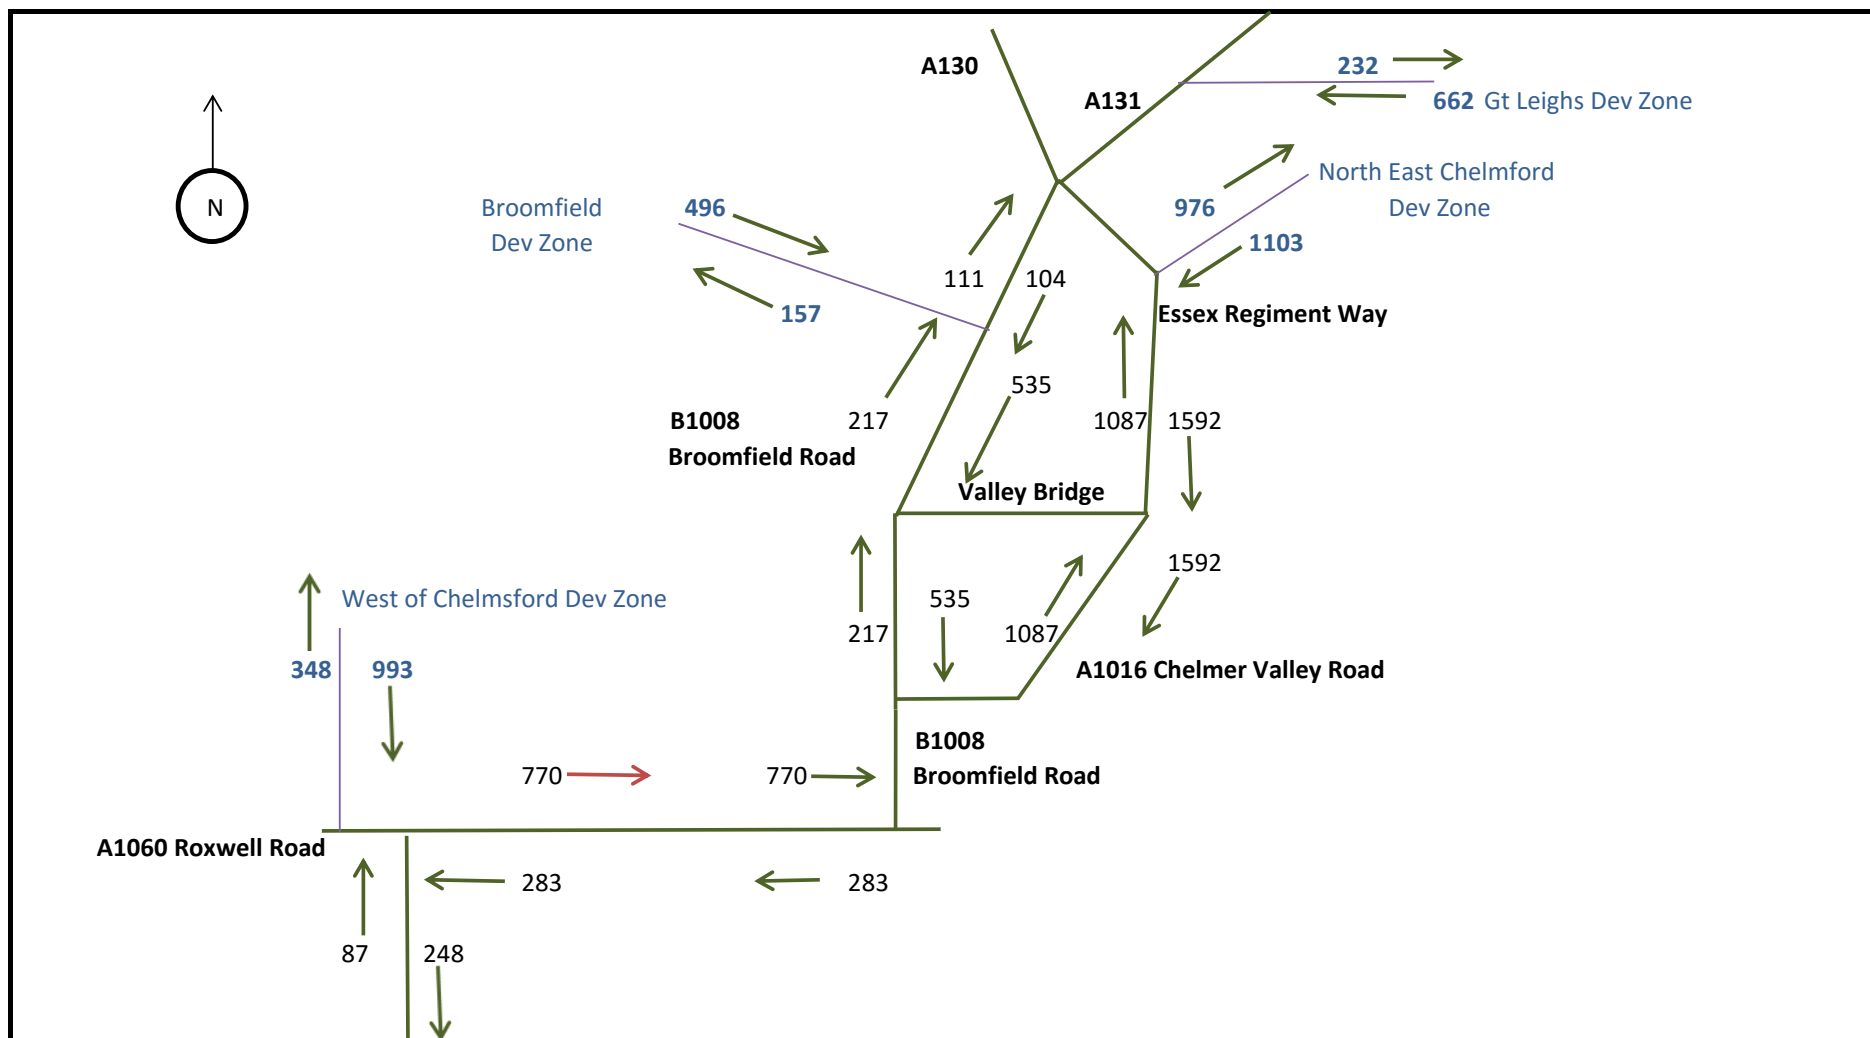 A130
232
A131
662 Gt Leighs Dev Zone
N
Broomfield
Dev Zone
496
976
North East Chelmford
Dev Zone
1103
111
104
157
Essex Regiment Way
535
B1008
Broomfield Road
217
1087
1592
Valley Bridge
1592
West of Chelmsford Dev Zone
535
217
1087
348
993
A1016 Chelmer Valley Road
B1008
Broomfield Road
770
770
A1060 Roxwell Road
283
283
87
248